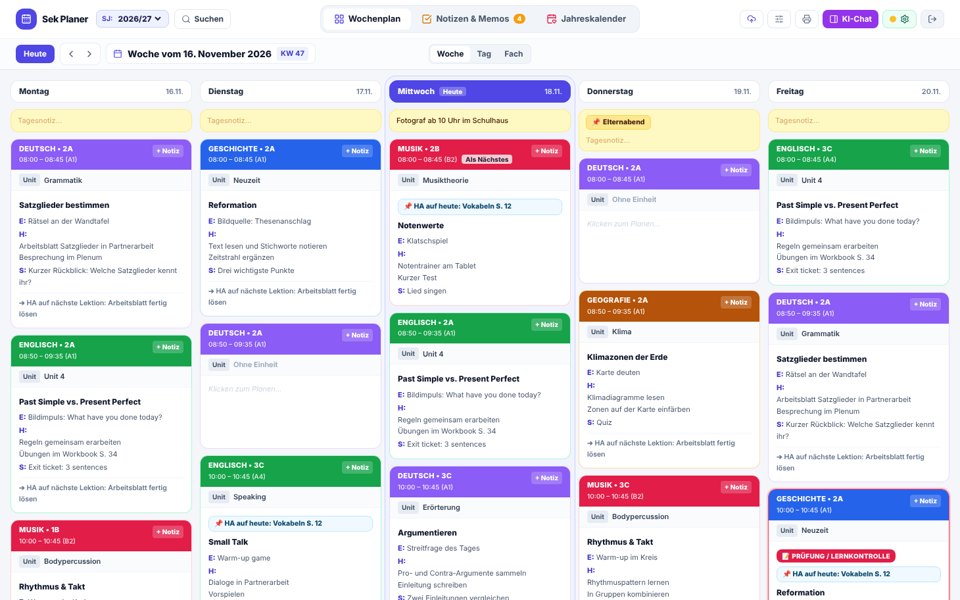 Sek Planer
SJ: 2026/27
Suchen
Wochenplan
Notizen & Memos 4
Jahreskalender
KI-Chat
Heute
Woche vom 16. November 2026 KW 47
Woche Tag Fach
Montag 16.11.
Tagesnotiz...
DEUTSCH • 2A + Notiz
08:00 – 08:45 (A1)
Unit Grammatik
Satzglieder bestimmen
E: Rätsel an der Wandtafel
H:
Arbeitsblatt Satzglieder in Partnerarbeit
Besprechung im Plenum
S: Kurzer Rückblick: Welche Satzglieder kennt
ihr?
➔ HA auf nächste Lektion: Arbeitsblatt fertig
lösen
ENGLISCH • 2A + Notiz
08:50 – 09:35 (A1)
Unit Unit 4
Past Simple vs. Present Perfect
E: Bildimpuls: What have you done today?
H:
Regeln gemeinsam erarbeiten
Übungen im Workbook S. 34
S: Exit ticket: 3 sentences
➔ HA auf nächste Lektion: Arbeitsblatt fertig
lösen
MUSIK • 1B + Notiz
10:00 – 10:45 (B2)
Unit Bodypercussion
Rhythmus & Takt
Dienstag 17.11.
Tagesnotiz...
GESCHICHTE • 2A + Notiz
08:00 – 08:45 (A1)
Unit Neuzeit
Reformation
E: Bildquelle: Thesenanschlag
H:
Text lesen und Stichworte notieren
Zeitstrahl ergänzen
S: Drei wichtigste Punkte
➔ HA auf nächste Lektion: Arbeitsblatt fertig
lösen
DEUTSCH • 2A + Notiz
08:50 – 09:35 (A1)
Unit Ohne Einheit
Klicken zum Planen...
ENGLISCH • 3C + Notiz
10:00 – 10:45 (A4)
Unit Speaking
📌 HA auf heute: Vokabeln S. 12
Small Talk
E: Warm-up game
H:
Dialoge in Partnerarbeit
Vorspielen
Mittwoch Heute 18.11.
Fotograf ab 10 Uhr im Schulhaus
MUSIK • 2B + Notiz
08:00 – 08:45 (B2) Als Nächstes
Unit Musiktheorie
📌 HA auf heute: Vokabeln S. 12
Notenwerte
E: Klatschspiel
H:
Notentrainer am Tablet
Kurzer Test
S: Lied singen
ENGLISCH • 2A + Notiz
08:50 – 09:35 (A1)
Unit Unit 4
Past Simple vs. Present Perfect
E: Bildimpuls: What have you done today?
H:
Regeln gemeinsam erarbeiten
Übungen im Workbook S. 34
S: Exit ticket: 3 sentences
DEUTSCH • 3C + Notiz
10:00 – 10:45 (A1)
Unit Erörterung
Argumentieren
E: Streitfrage des Tages
H:
Pro- und Contra-Argumente sammeln
Einleitung schreiben
S: Zwei Einleitungen vergleichen
Donnerstag 19.11.
📌 Elternabend
Tagesnotiz...
DEUTSCH • 2A + Notiz
08:00 – 08:45 (A1)
Unit Ohne Einheit
Klicken zum Planen...
GEOGRAFIE • 2A + Notiz
08:50 – 09:35 (A1)
Unit Klima
Klimazonen der Erde
E: Karte deuten
H:
Klimadiagramme lesen
Zonen auf der Karte einfärben
S: Quiz
➔ HA auf nächste Lektion: Arbeitsblatt fertig
lösen
MUSIK • 3C + Notiz
10:00 – 10:45 (B2)
Unit Bodypercussion
Rhythmus & Takt
E: Warm-up im Kreis
H:
Rhythmuspattern lernen
In Gruppen kombinieren
Freitag 20.11.
Tagesnotiz...
ENGLISCH • 3C + Notiz
08:00 – 08:45 (A4)
Unit Unit 4
Past Simple vs. Present Perfect
E: Bildimpuls: What have you done today?
H:
Regeln gemeinsam erarbeiten
Übungen im Workbook S. 34
S: Exit ticket: 3 sentences
DEUTSCH • 2A + Notiz
08:50 – 09:35 (A1)
Unit Grammatik
Satzglieder bestimmen
E: Rätsel an der Wandtafel
H:
Arbeitsblatt Satzglieder in Partnerarbeit
Besprechung im Plenum
S: Kurzer Rückblick: Welche Satzglieder kennt
ihr?
➔ HA auf nächste Lektion: Arbeitsblatt fertig
lösen
GESCHICHTE • 2A + Notiz
10:00 – 10:45 (A1)
Unit Neuzeit
📝 PRÜFUNG / LERNKONTROLLE
📌 HA auf heute: Vokabeln S. 12
Reformation